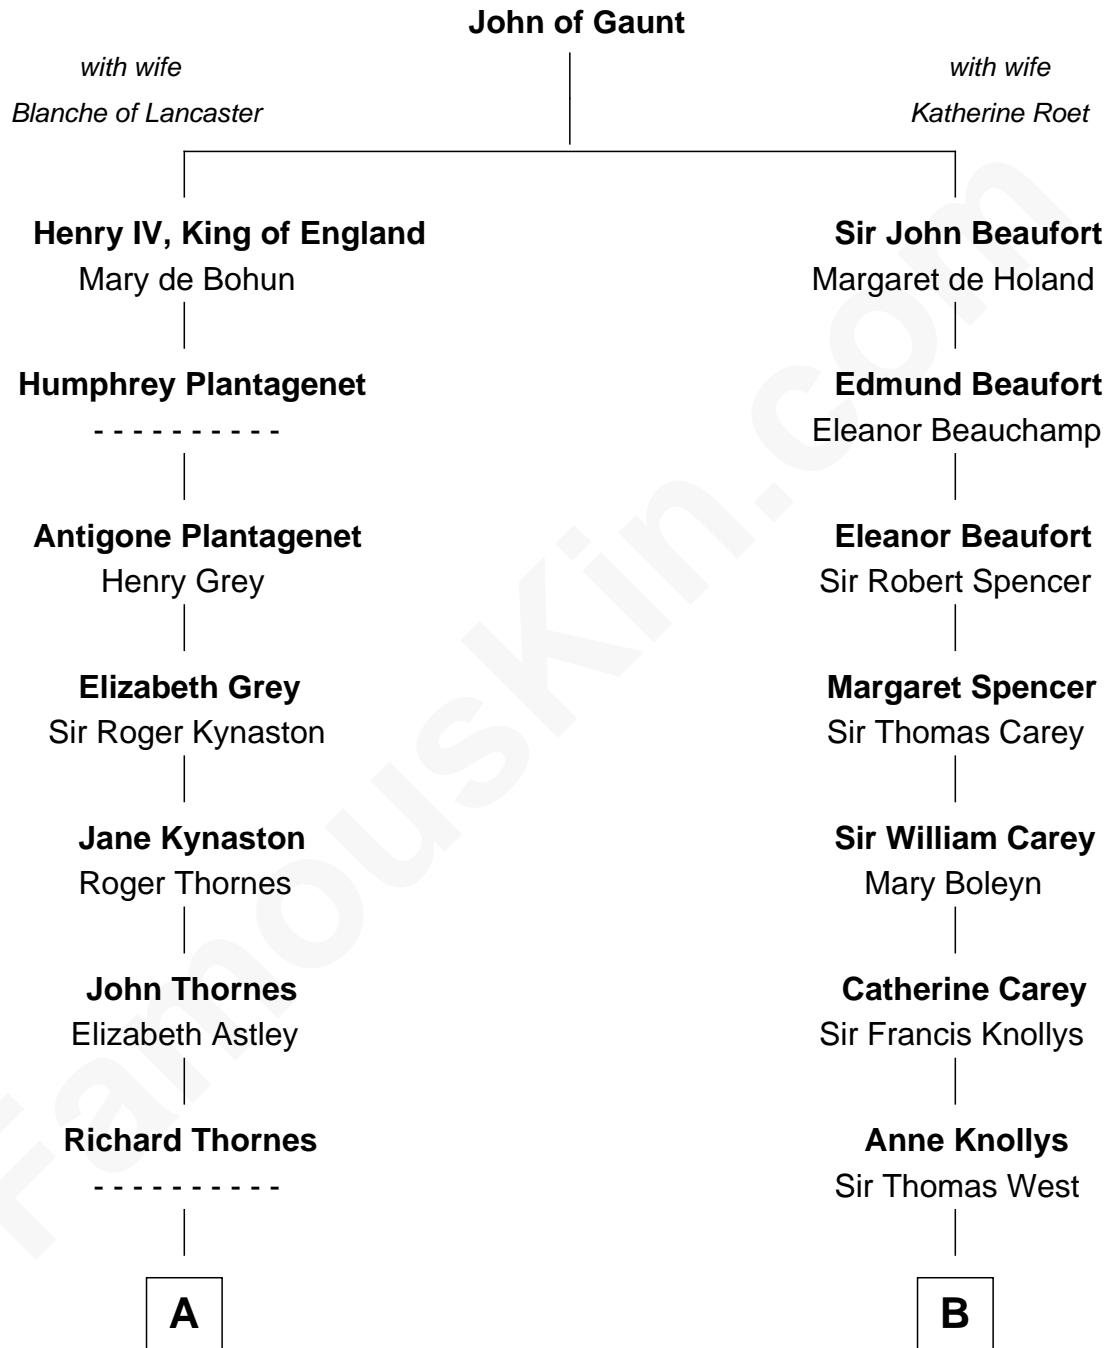 John of Gaunt
with wife
Blanche of Lancaster
with wife
Katherine Roet
Henry IV, King of England
Mary de Bohun
Sir John Beaufort
Margaret de Holand
Humphrey Plantagenet
- - - - - - - - - -
Edmund Beaufort
Eleanor Beauchamp
Antigone Plantagenet
Henry Grey
Eleanor Beaufort
Sir Robert Spencer
Elizabeth Grey
Sir Roger Kynaston
Margaret Spencer
Sir Thomas Carey
Jane Kynaston
Roger Thornes
Sir William Carey
Mary Boleyn
John Thornes
Elizabeth Astley
Catherine Carey
Sir Francis Knollys
Richard Thornes
- - - - - - - - - -
Anne Knollys
Sir Thomas West
A
B
FamousKin.com